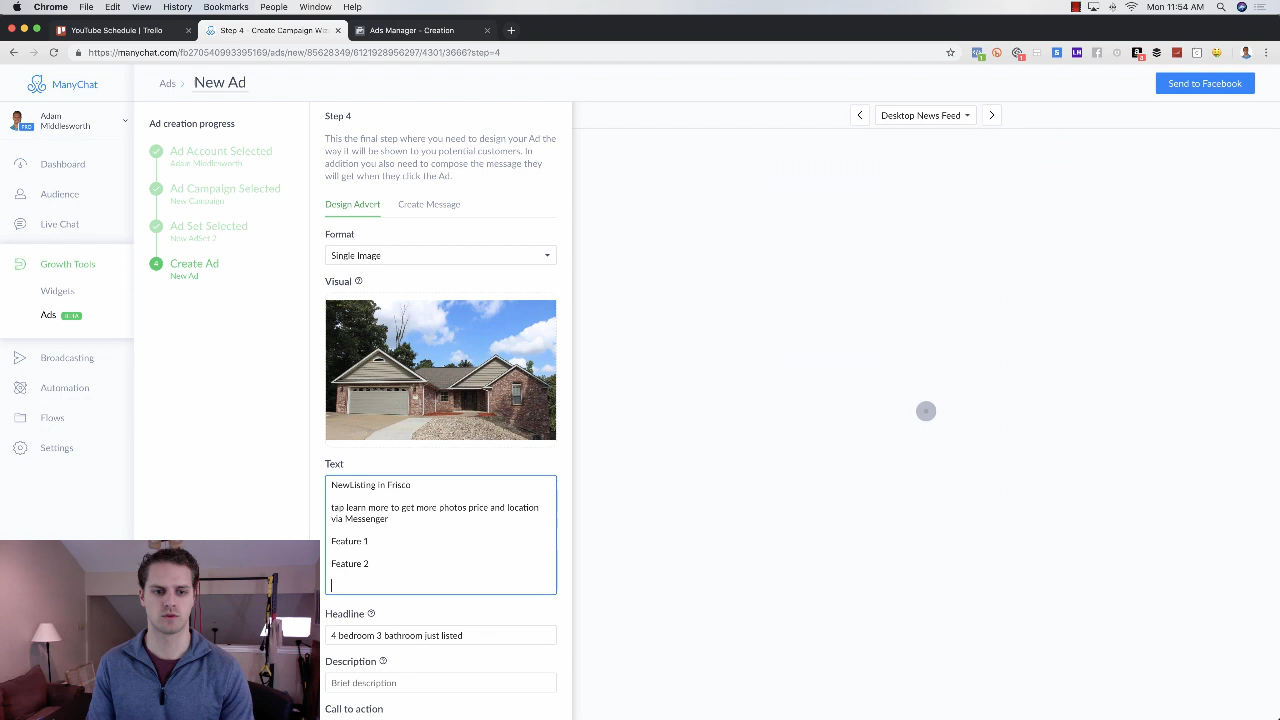 Chrome File Edit View History Bookmarks People Window Help
Mon 11:54 AM
YouTube Schedule | Trello
Step 4 - Create Campaign Wiz
Ads Manager - Creation
https://manychat.com/fb270540993395169/ads/new/85628349/6121928956297/4301/3666?step=4
ManyChat
Ads
New Ad
Send to Facebook
Adam
Middlesworth
PRO
Dashboard
Audience
Live Chat
Growth Tools
Widgets
Ads BETA
Broadcasting
Automation
Flows
Settings
Ad creation progress
Ad Account Selected
Adam Middlesworth
Ad Campaign Selected
New Campaign
Ad Set Selected
New AdSet 2
4
Create Ad
New Ad
Step 4
This the final step where you need to design your Ad the
way it will be shown to you potential customers. In
addition you also need to compose the message they
will get when they click the Ad.
Design Advert
Create Message
Format
Single Image
Visual
Text
NewListing in Frisco
tap learn more to get more photos price and location
via Messenger
Feature 1
Feature 2
Headline
4 bedroom 3 bathroom just listed
Description
Brief description
Call to action
Desktop News Feed